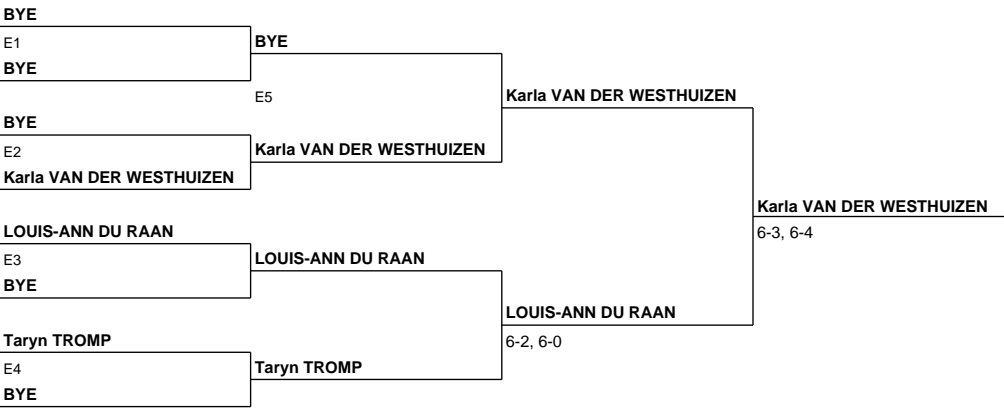 BYE
E1
BYE
BYE
E5
BYE
E2
Karla VAN DER WESTHUIZEN
Karla VAN DER WESTHUIZEN
Karla VAN DER WESTHUIZEN
LOUIS-ANN DU RAAN
E3
BYE
LOUIS-ANN DU RAAN
Taryn TROMP
E4
BYE
Taryn TROMP
LOUIS-ANN DU RAAN
6-2, 6-0
Karla VAN DER WESTHUIZEN
6-3, 6-4